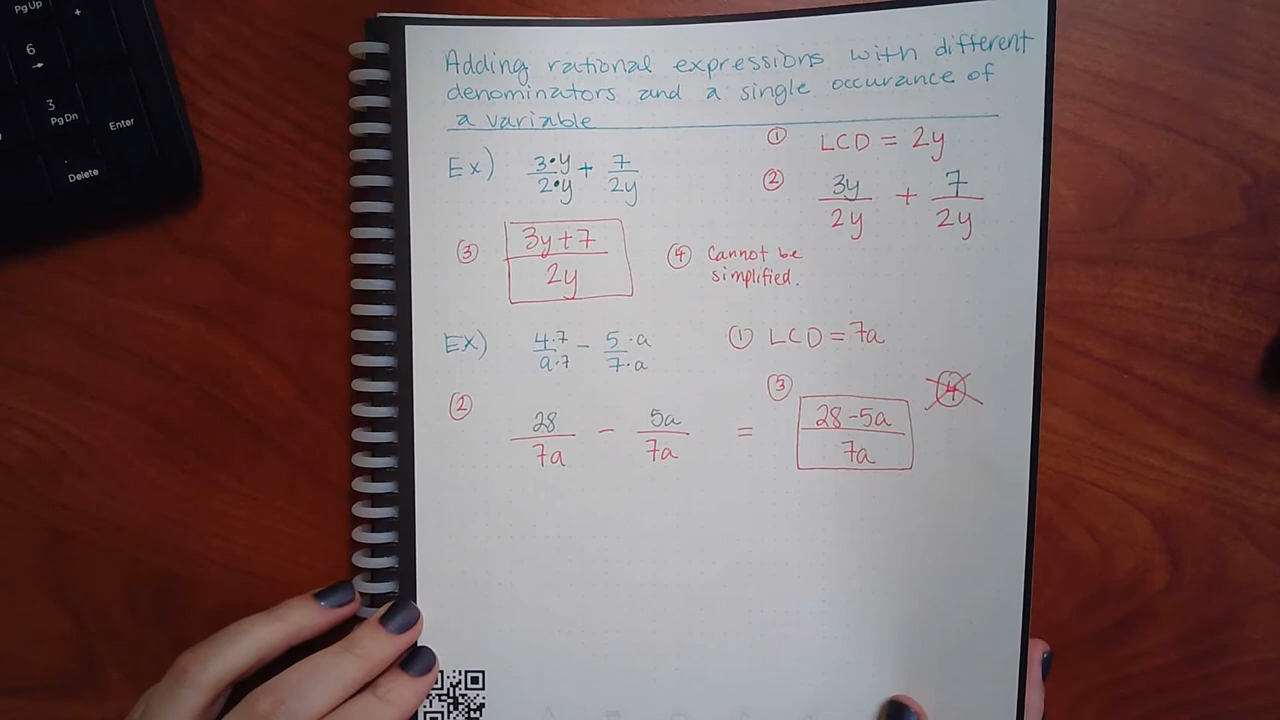 PgUp
+
6
→
3
PgDn
Enter
.
Delete
Adding rational expressions with different
denominators and a single occurance of
a variable
Ex) 3•y/2•y + 7/2y
① LCD = 2y
② 3y/2y + 7/2y
③ 3y+7/2y
④ Cannot be
simplified.
EX) 4·7/a·7 - 5·a/7·a
① LCD = 7a
② 28/7a - 5a/7a =
③ 28-5a/7a
④